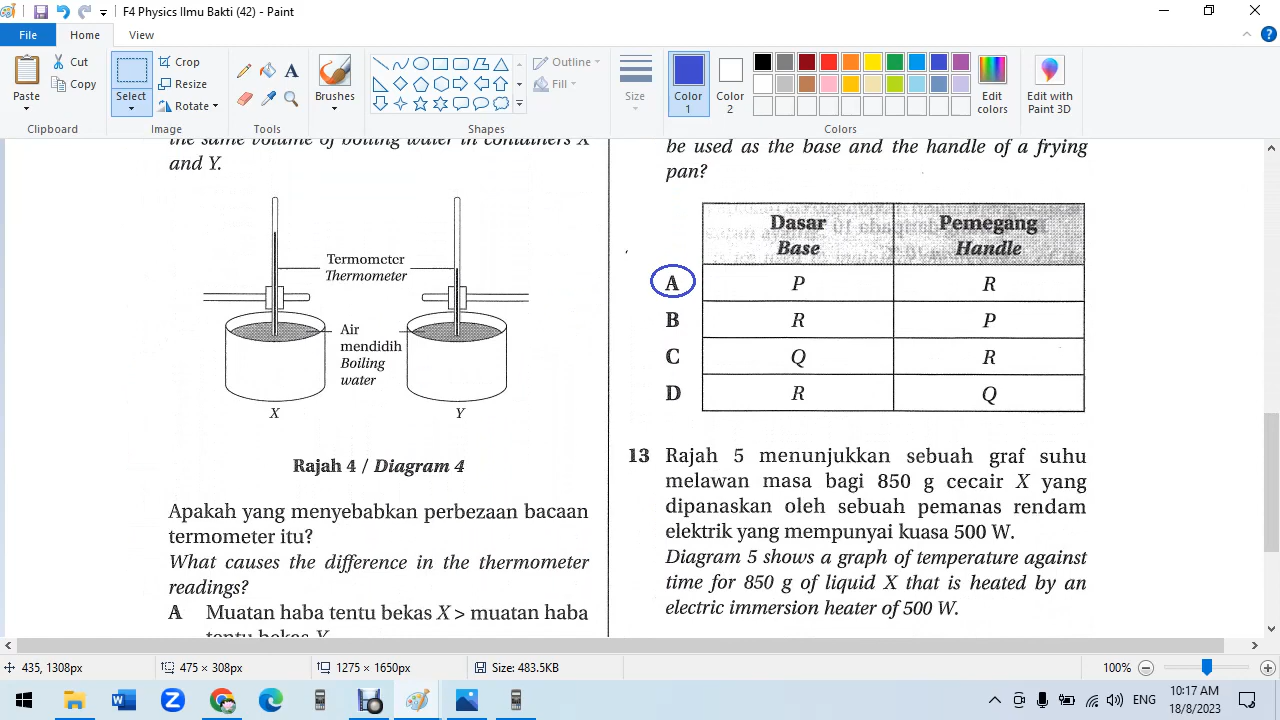 F4 Physics Ilmu Bakti (42) - Paint
File
Home
View
Paste
Cut
Copy
Clipboard
Select
Crop
Resize
Rotate
Image
A
Tools
Brushes
Outline
Fill
Shapes
Size
Color
1
Color
2
Edit
colors
Edit with
Paint 3D
Colors
the same volume of boiling water in containers X
and Y.
Termometer
Thermometer
Air
mendidih
Boiling
water
X
Y
Rajah 4 / Diagram 4
Apakah yang menyebabkan perbezaan bacaan
termometer itu?
What causes the difference in the thermometer
readings?
A Muatan haba tentu bekas X > muatan haba
tentu bekas Y
be used as the base and the handle of a frying
pan?
Dasar Pemegang
Base Handle
A P R
B R P
C Q R
D R Q
13 Rajah 5 menunjukkan sebuah graf suhu
melawan masa bagi 850 g cecair X yang
dipanaskan oleh sebuah pemanas rendam
elektrik yang mempunyai kuasa 500 W.
Diagram 5 shows a graph of temperature against
time for 850 g of liquid X that is heated by an
electric immersion heater of 500 W.
435, 1308px
475 × 308px
1275 × 1650px
Size: 483.5KB
100%
ENG
10:17 AM
18/8/2023